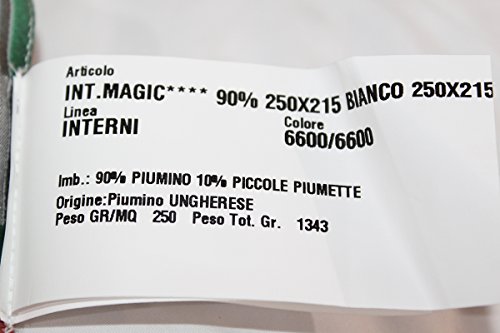 Articolo
INT.MAGIC**** 90% 250X215 BIANCO 250X215
Linea Colore
INTERNI 6600/6600
Imb.: 90% PIUMINO 10% PICCOLE PIUMETTE
Origine:Piumino UNGHERESE
Peso GR/MQ 250 Peso Tot. Gr. 1343